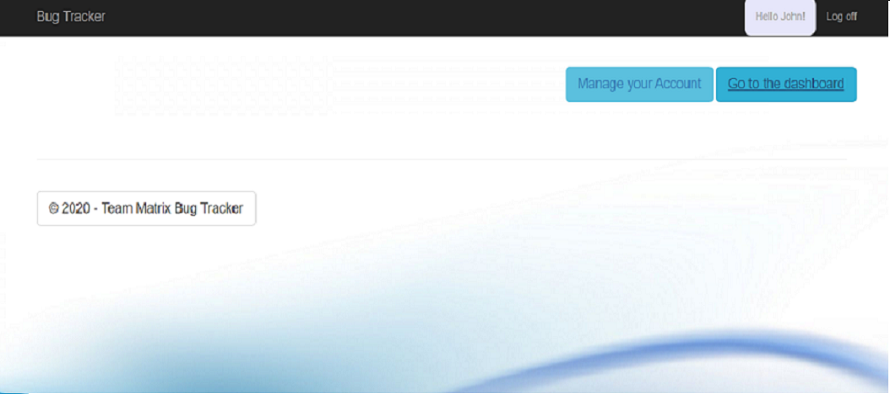 Bug Tracker Hello John! Log off
Manage your Account Go to the dashboard
© 2020 - Team Matrix Bug Tracker